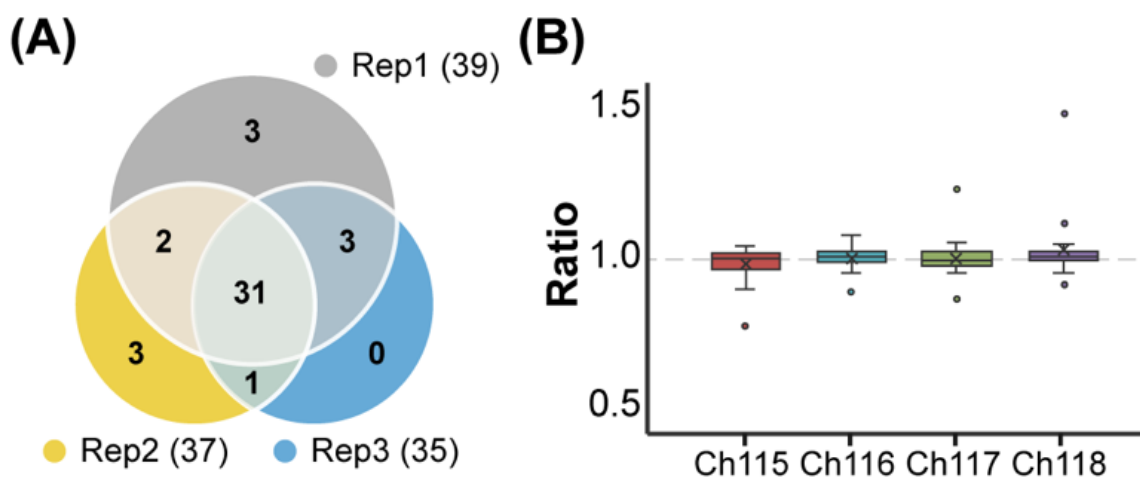 (A)
Rep1 (39)
3
2
3
31
3
0
1
Rep2 (37)
Rep3 (35)
(B)
1.5
1.0
0.5
Ratio
Ch115 Ch116 Ch117 Ch118